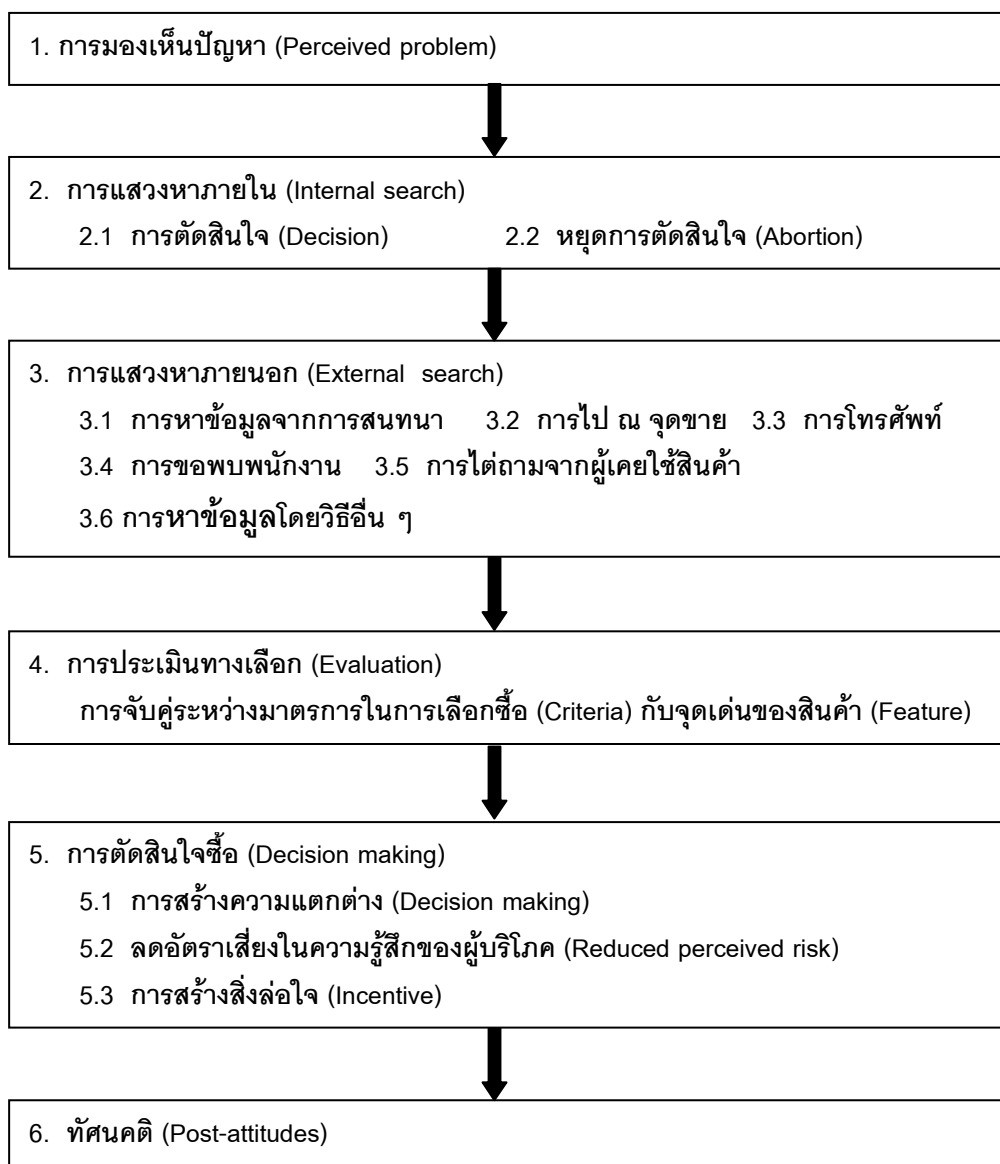 1. การมองเห็นปัญหา (Perceived problem)
2. การแสวงหาภายใน (Internal search)
2.1 การตัดสินใจ (Decision) 2.2 หยุดการตัดสินใจ (Abortion)
3. การแสวงหาภายนอก (External search)
3.1 การหาข้อมูลจากการสนทนา 3.2 การไป ณ จุดขาย 3.3 การโทรศัพท์
3.4 การขอพบพนักงาน 3.5 การไต่ถามจากผู้เคยใช้สินค้า
3.6 การหาข้อมูลโดยวิธีอื่น ๆ
4. การประเมินทางเลือก (Evaluation)
การจับคู่ระหว่างมาตรการในการเลือกซื้อ (Criteria) กับจุดเด่นของสินค้า (Feature)
5. การตัดสินใจซื้อ (Decision making)
5.1 การสร้างความแตกต่าง (Decision making)
5.2 ลดอัตราเสี่ยงในความรู้สึกของผู้บริโภค (Reduced perceived risk)
5.3 การสร้างสิ่งล่อใจ (Incentive)
6. ทัศนคติ (Post-attitudes)